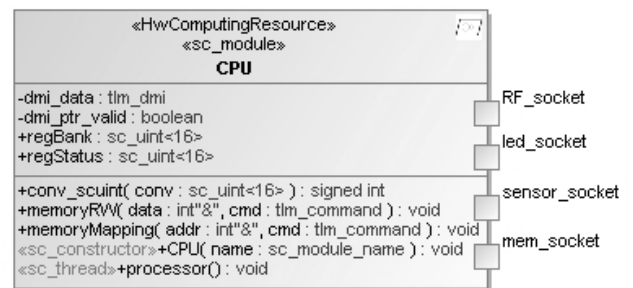 «HwComputingResource»
«sc_module»
CPU
-dmi_data : tlm_dmi
-dmi_ptr_valid : boolean
+regBank : sc_uint<16>
+regStatus : sc_uint<16>
+conv_scuint( conv : sc_uint<16> ) : signed int
+memoryRW( data : int"&", cmd : tlm_command ) : void
+memoryMapping( addr : int"&", cmd : tlm_command ) : void
«sc_constructor»+CPU( name : sc_module_name ) : void
«sc_thread»+processor() : void
RF_socket
led_socket
sensor_socket
mem_socket